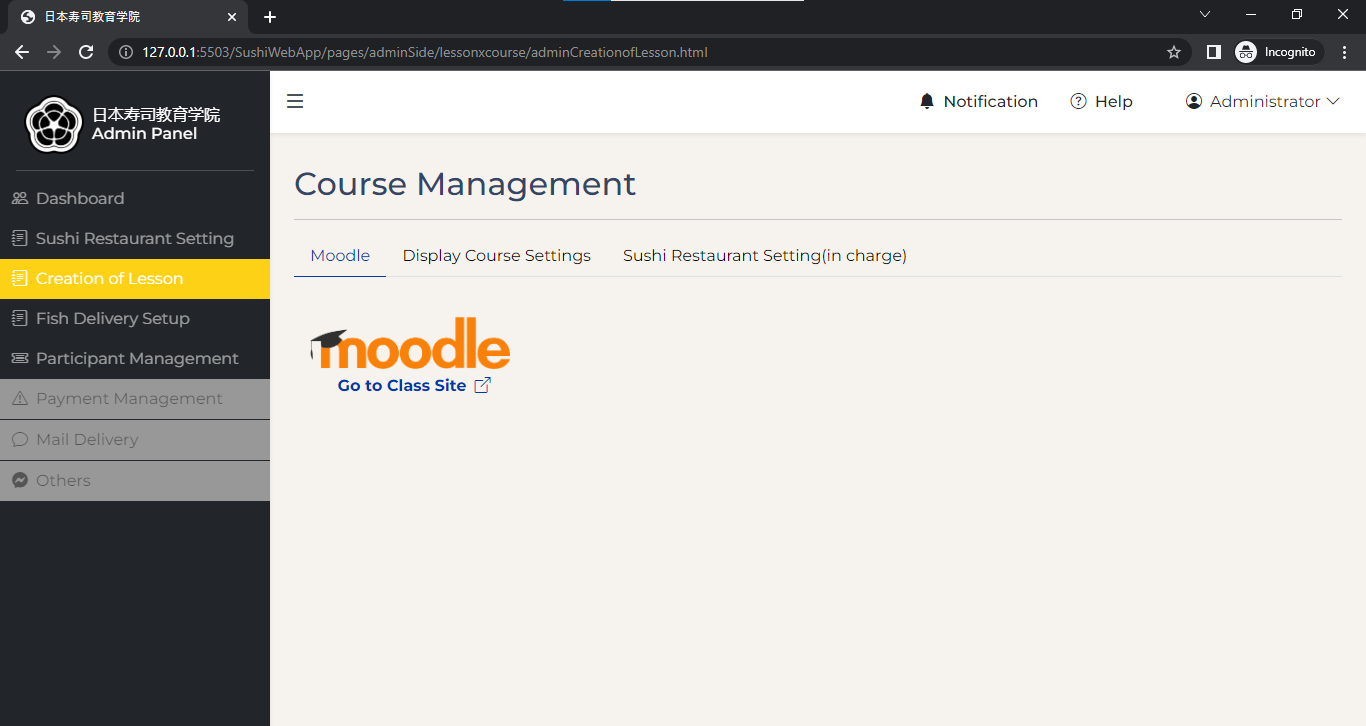 日本寿司教育学院
127.0.0.1:5503/SushiWebApp/pages/adminSide/lessonxcourse/adminCreationofLesson.html
Incognito
日本寿司教育学院
Admin Panel
Notification
Help
Administrator
Dashboard
Sushi Restaurant Setting
Creation of Lesson
Fish Delivery Setup
Participant Management
Payment Management
Mail Delivery
Others
Course Management
Moodle
Display Course Settings
Sushi Restaurant Setting(in charge)
moodle
Go to Class Site